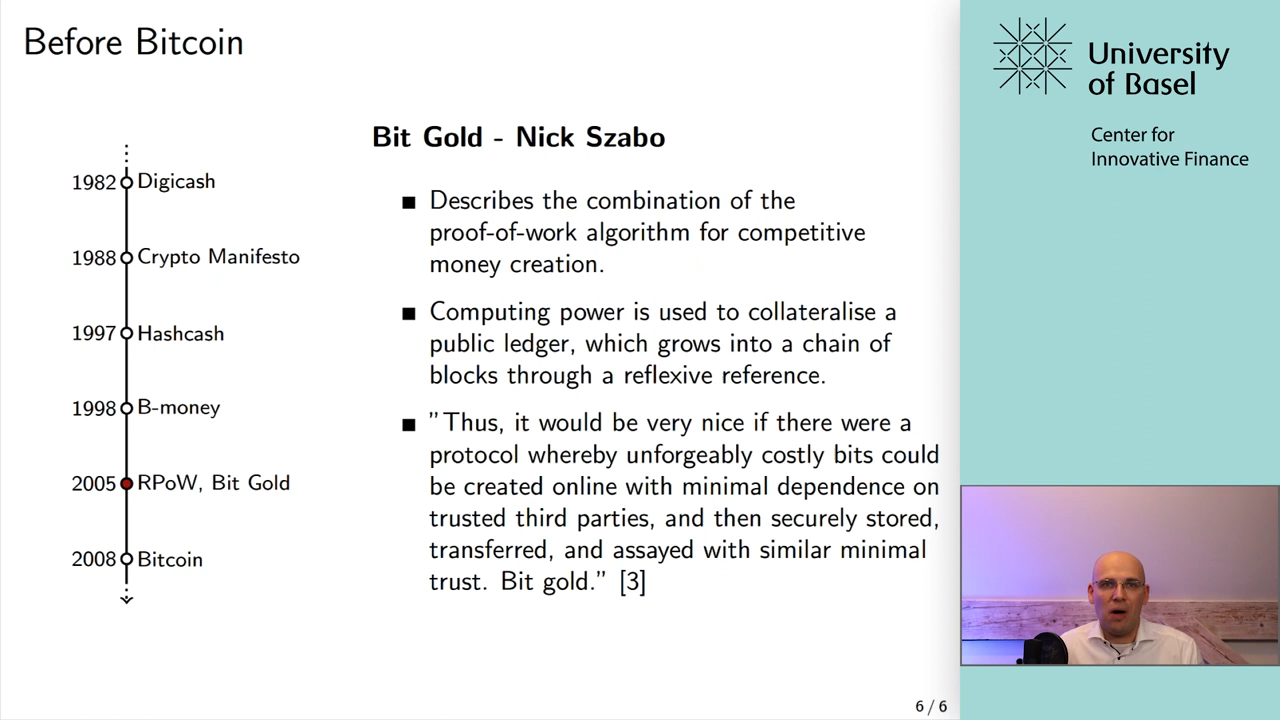 Before Bitcoin
1982 Digicash
1988 Crypto Manifesto
1997 Hashcash
1998 B-money
2005 RPoW, Bit Gold
2008 Bitcoin
Bit Gold - Nick Szabo
Describes the combination of the
proof-of-work algorithm for competitive
money creation.
Computing power is used to collateralise a
public ledger, which grows into a chain of
blocks through a reflexive reference.
”Thus, it would be very nice if there were a
protocol whereby unforgeably costly bits could
be created online with minimal dependence on
trusted third parties, and then securely stored,
transferred, and assayed with similar minimal
trust. Bit gold.” [3]
6 / 6
University
of Basel
Center for
Innovative Finance